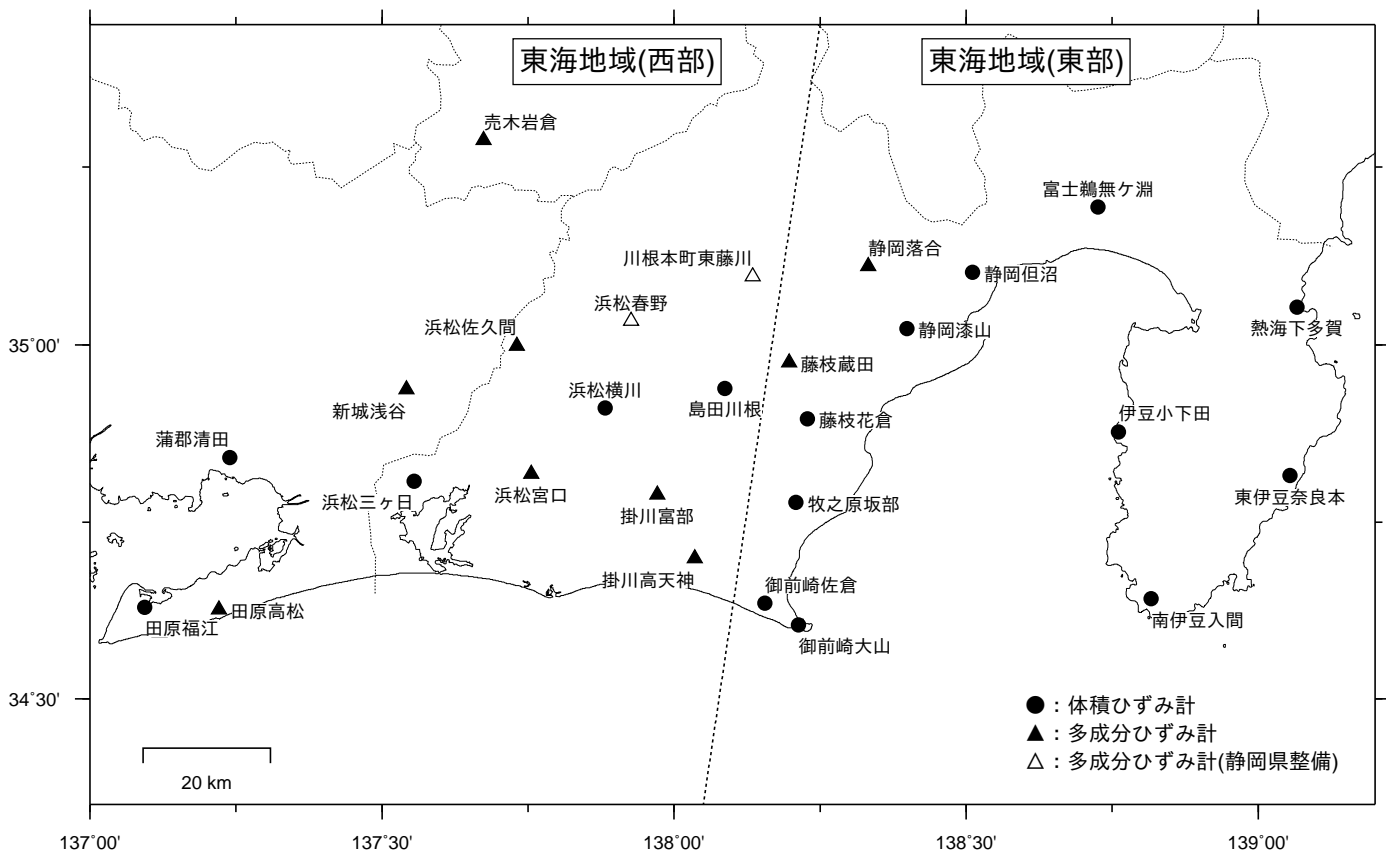 東海地域(西部)
東海地域(東部)
売木岩倉
富士鵜無ケ淵
静岡落合
川根本町東藤川
静岡但沼
浜松春野
熱海下多賀
浜松佐久間
静岡漆山
35°00'
藤枝蔵田
浜松横川
島田川根
新城浅谷
伊豆小下田
藤枝花倉
蒲郡清田
浜松三ヶ日
浜松宮口
東伊豆奈良本
牧之原坂部
掛川富部
掛川高天神
御前崎佐倉
田原高松
田原福江
南伊豆入間
御前崎大山
34°30'
●：体積ひずみ計
▲：多成分ひずみ計
△：多成分ひずみ計(静岡県整備)
20 km
137°00'
137°30'
138°00'
138°30'
139°00'